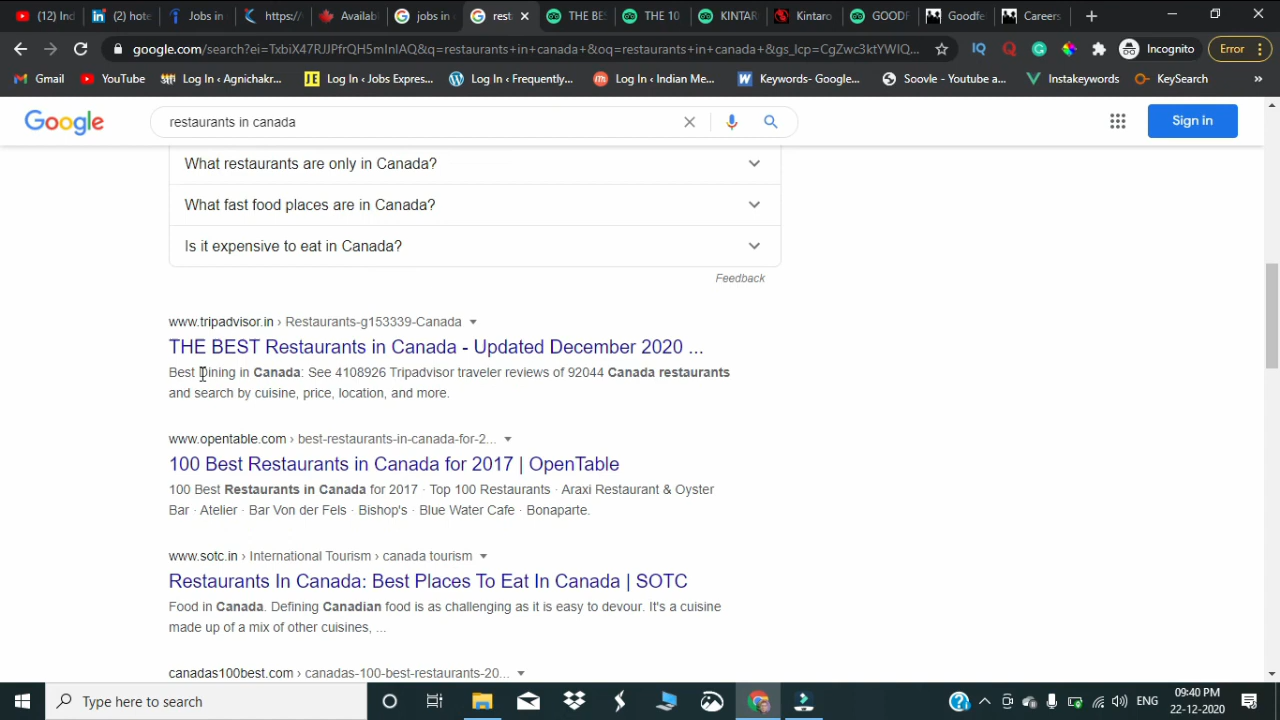 (12) Ind
(2) hote
Jobs in
https:/
Availabl
jobs in
rest
THE BES
THE 10
KINTAR
Kintaro
GOODF
Goodfe
Careers
google.com/search?ei=TxbiX47RJJPfrQH5mInIAQ&q=restaurants+in+canada+&oq=restaurants+in+canada+&gs_lcp=CgZwc3ktYWIQ...
Incognito
Error
Gmail
YouTube
Log In ‹ Agnichakr...
Log In ‹ Jobs Expres...
Log In ‹ Frequently...
Log In ‹ Indian Me...
Keywords- Google...
Soovle - Youtube a...
Instakeywords
KeySearch
»
Google
restaurants in canada
Sign in
What restaurants are only in Canada?
What fast food places are in Canada?
Is it expensive to eat in Canada?
Feedback
www.tripadvisor.in › Restaurants-g153339-Canada
THE BEST Restaurants in Canada - Updated December 2020 ...
Best Dining in Canada: See 4108926 Tripadvisor traveler reviews of 92044 Canada restaurants
and search by cuisine, price, location, and more.
www.opentable.com › best-restaurants-in-canada-for-2...
100 Best Restaurants in Canada for 2017 | OpenTable
100 Best Restaurants in Canada for 2017 · Top 100 Restaurants · Araxi Restaurant & Oyster
Bar · Atelier · Bar Von der Fels · Bishop's · Blue Water Cafe · Bonaparte.
www.sotc.in › International Tourism › canada tourism
Restaurants In Canada: Best Places To Eat In Canada | SOTC
Food in Canada. Defining Canadian food is as challenging as it is easy to devour. It's a cuisine
made up of a mix of other cuisines, ...
canadas100best.com › canadas-100-best-restaurants-20...
Type here to search
ENG
09:40 PM
22-12-2020